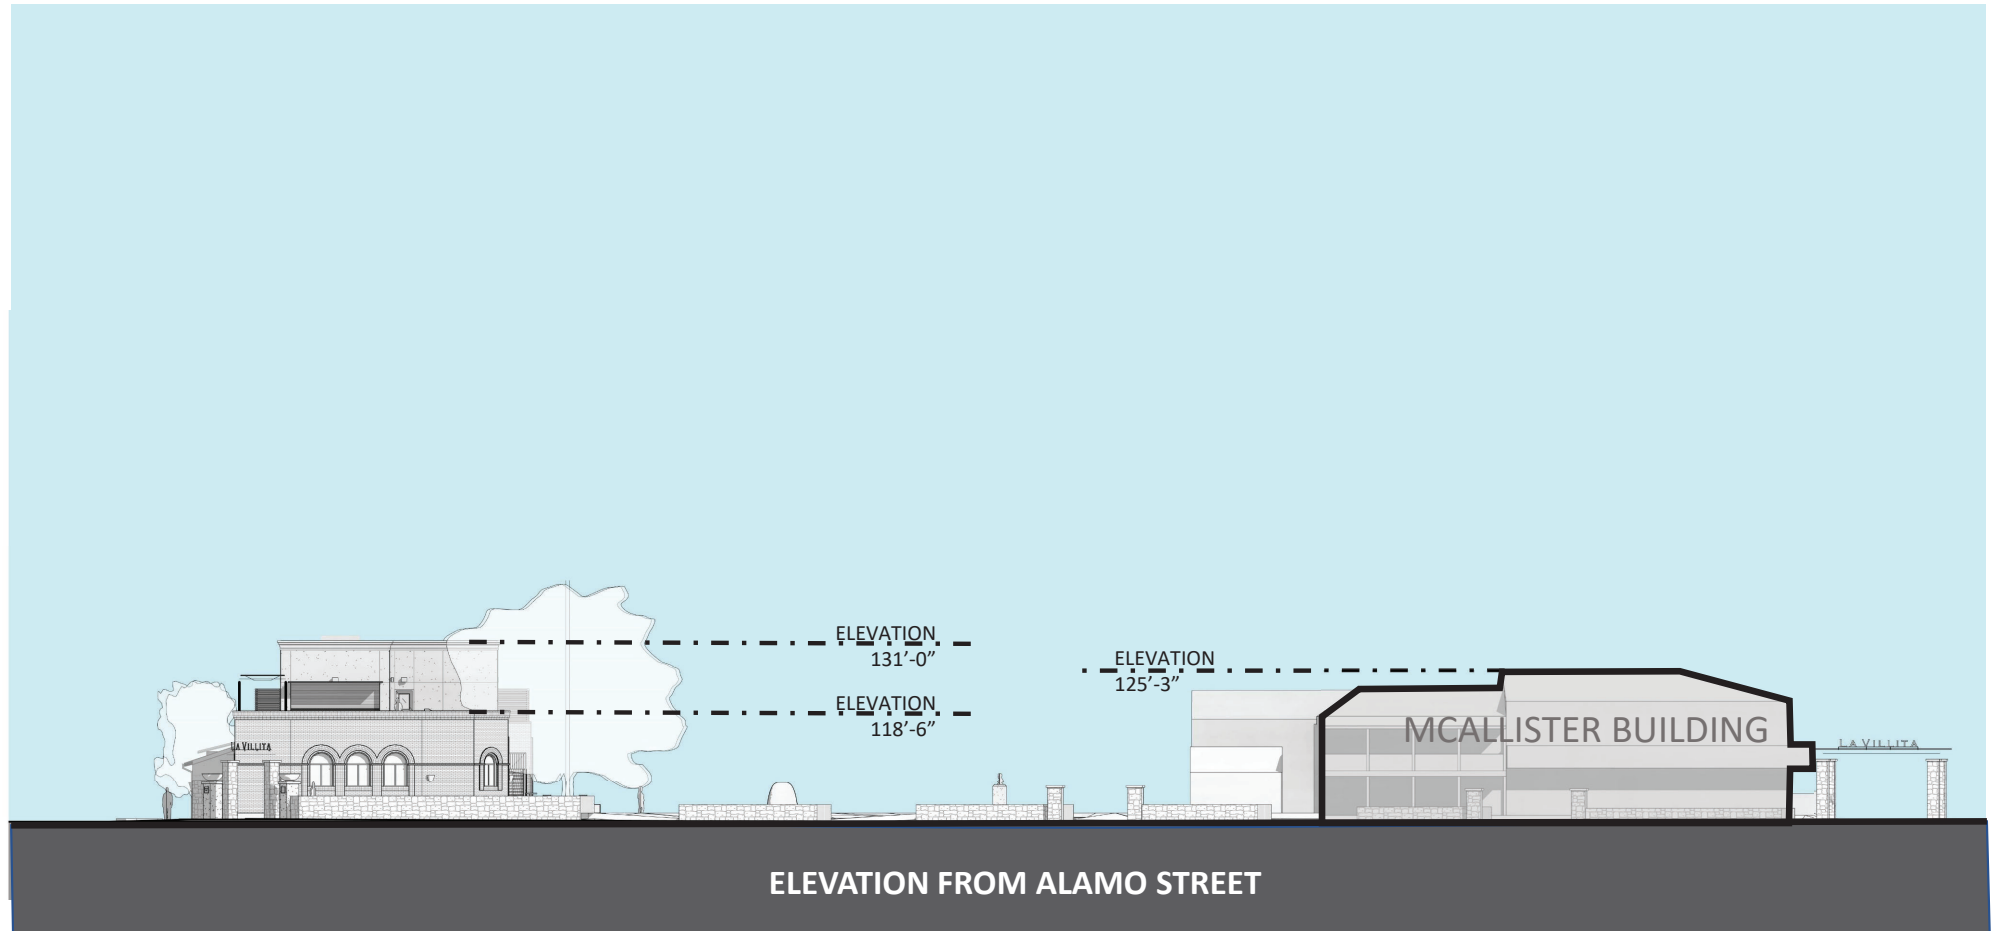 ELEVATION
131’-0”
ELEVATION
125’-3”
ELEVATION
118’-6”
MCALLISTER BUILDING
LA VILLITA
LA VILLITA
ELEVATION FROM ALAMO STREET